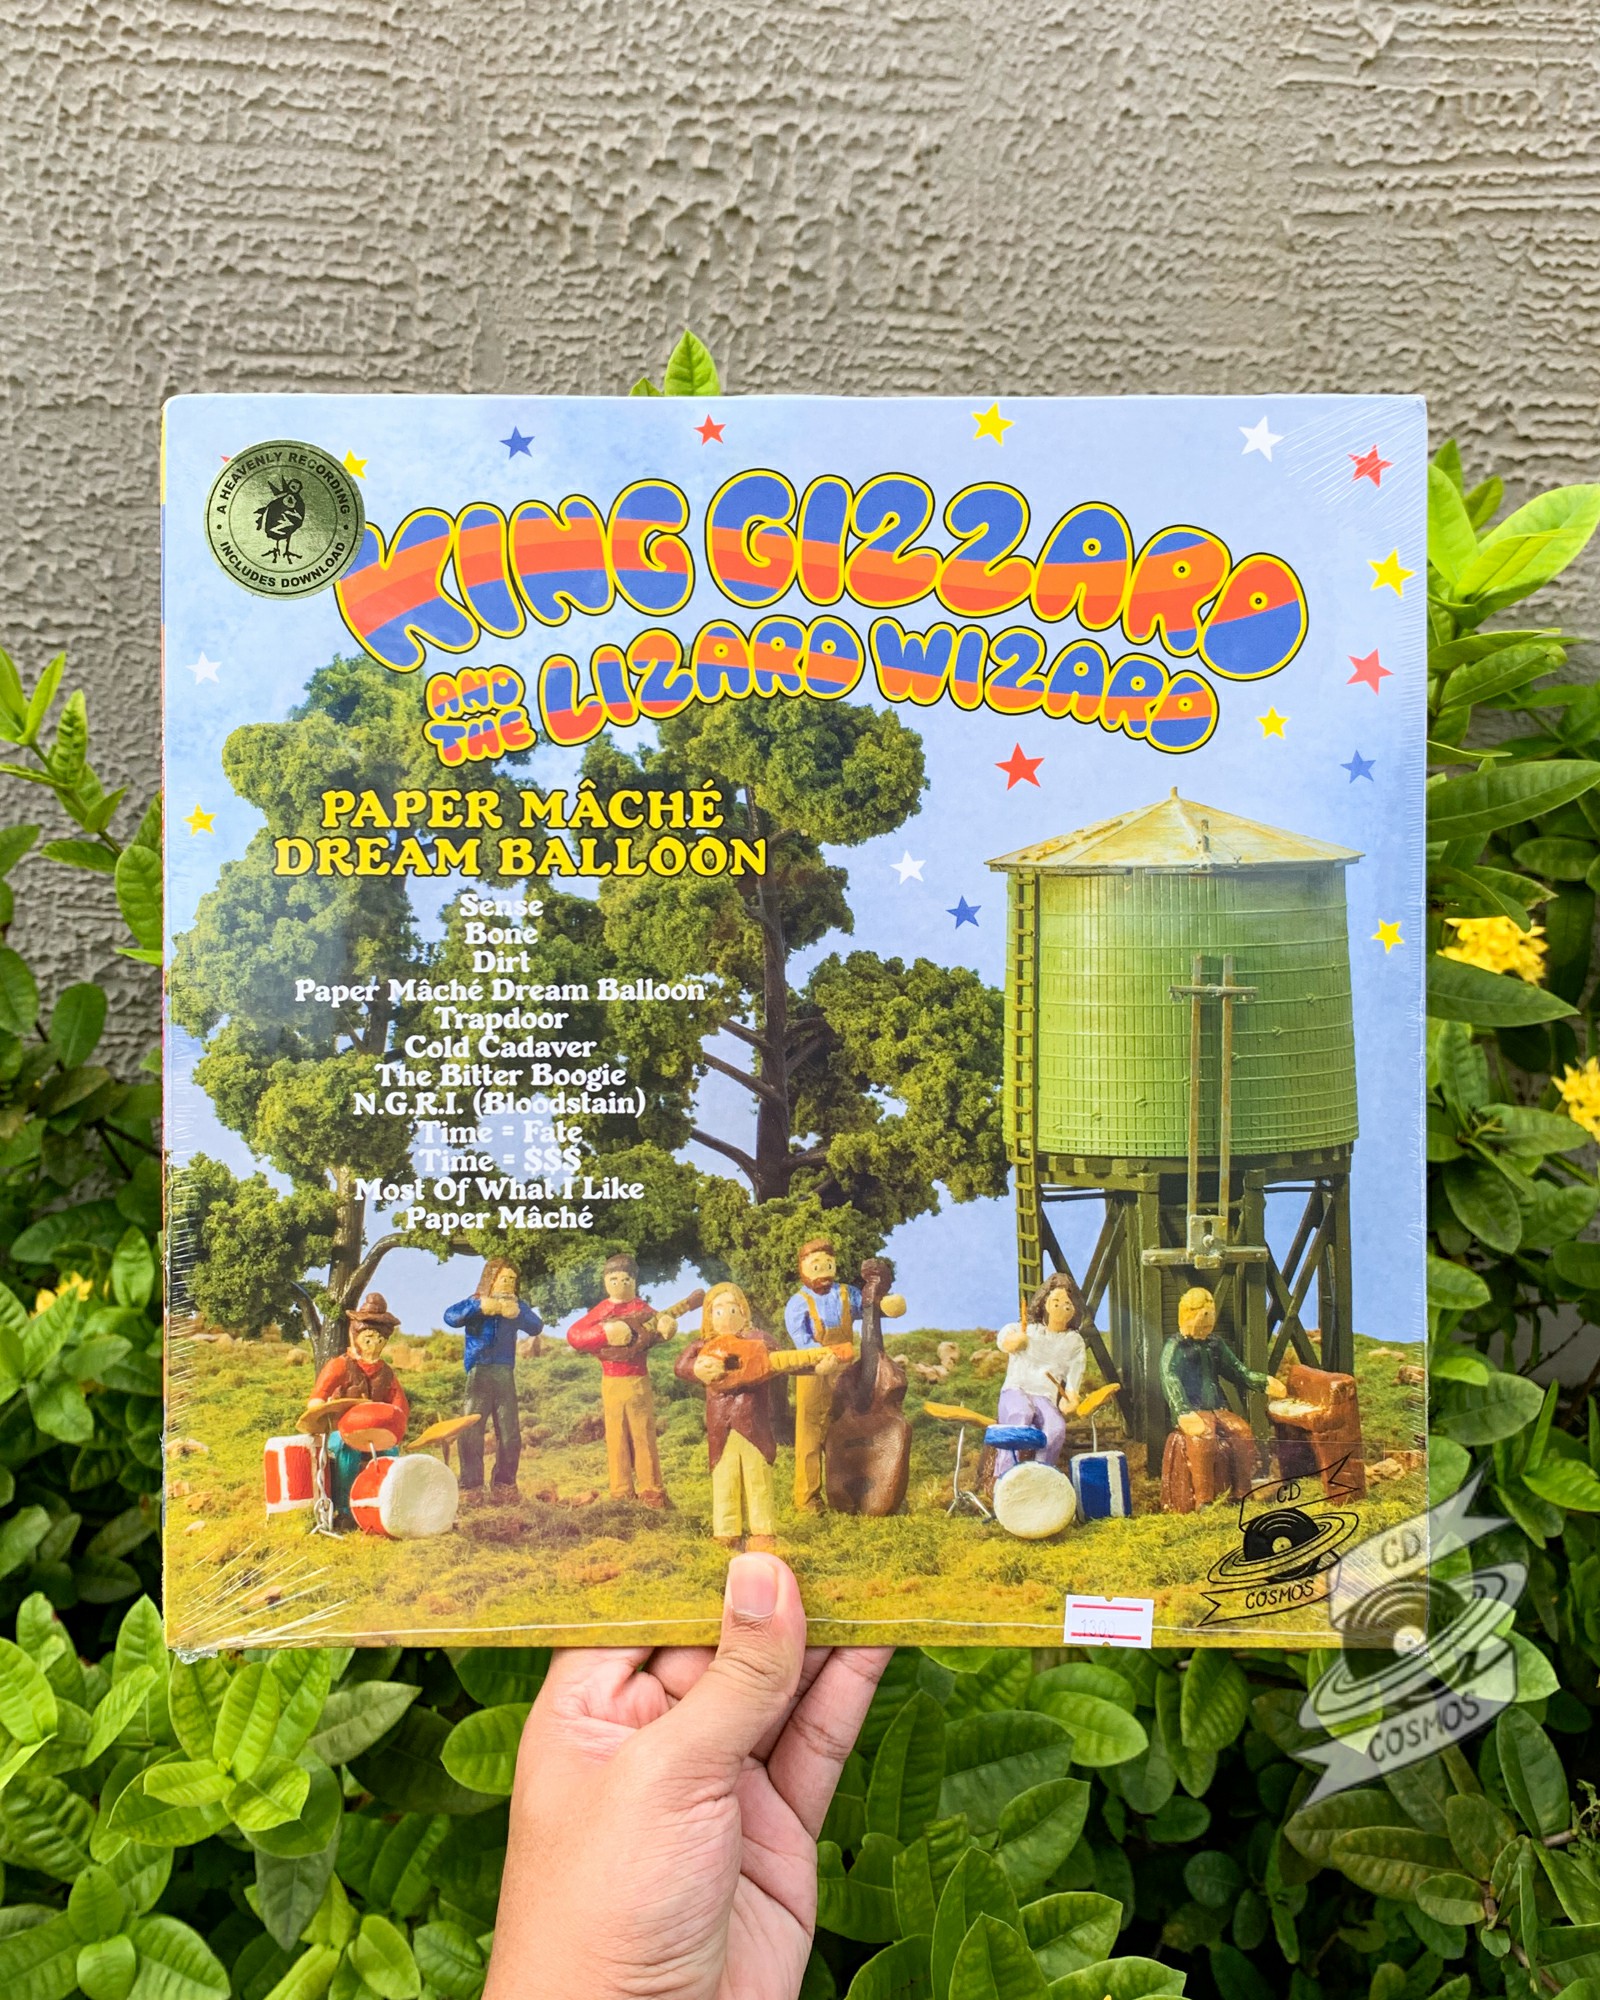 A HEAVENLY RECORDING
INCLUDES DOWNLOAD
KING GIZZARD
AND THE LIZARD WIZARD
PAPER MÂCHÉ
DREAM BALLOON
Sense
Bone
Dirt
Paper Mâché Dream Balloon
Trapdoor
Cold Cadaver
The Bitter Boogie
N.G.R.I. (Bloodstain)
Time = Fate
Time = $$$
Most Of What I Like
Paper Mâché
CD
COSMOS
1300
CD
COSMOS